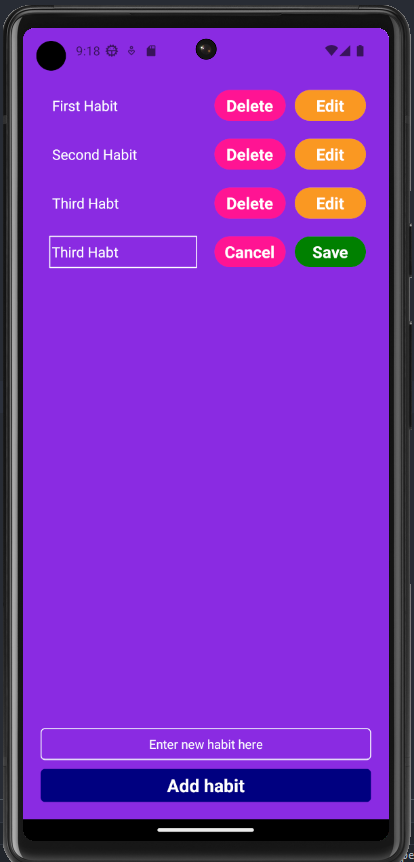 9:18
First Habit Delete Edit
Second Habit Delete Edit
Third Habt Delete Edit
Third Habt Cancel Save
Enter new habit here
Add habit